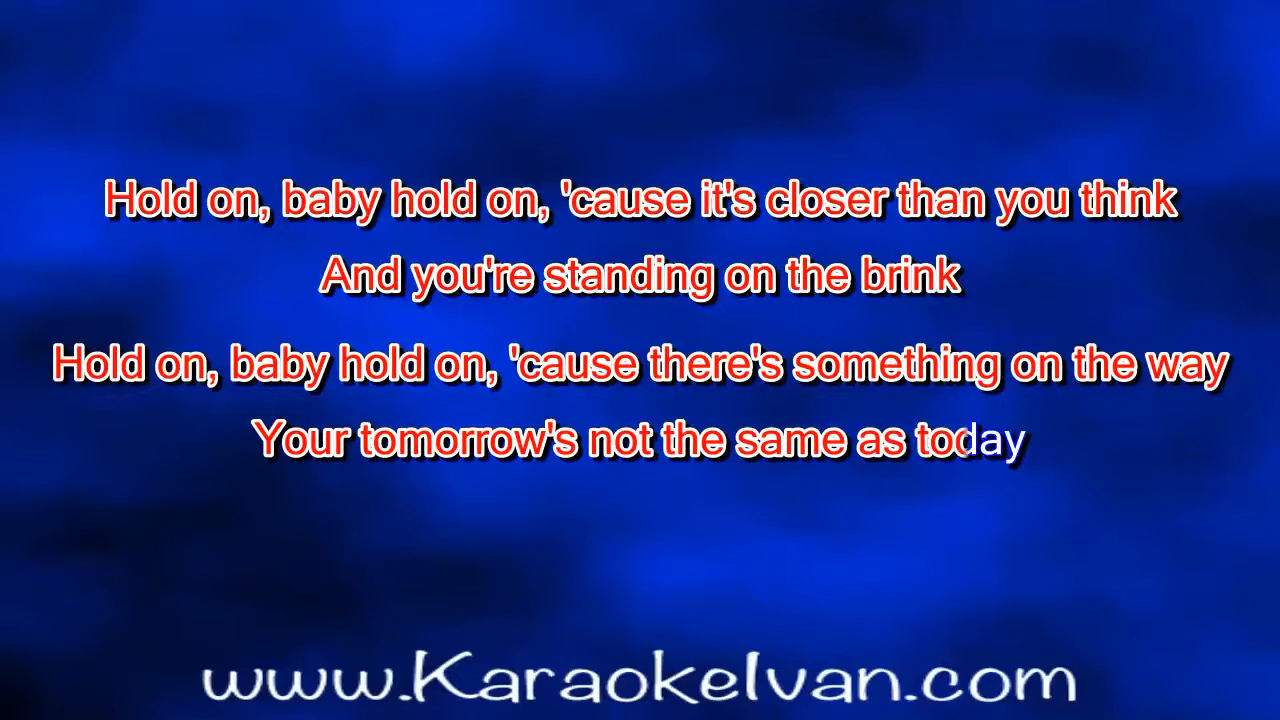 Hold on, baby hold on, 'cause it's closer than you think
And you're standing on the brink
Hold on, baby hold on, 'cause there's something on the way
Your tomorrow's not the same as today
www.KaraokeIvan.com